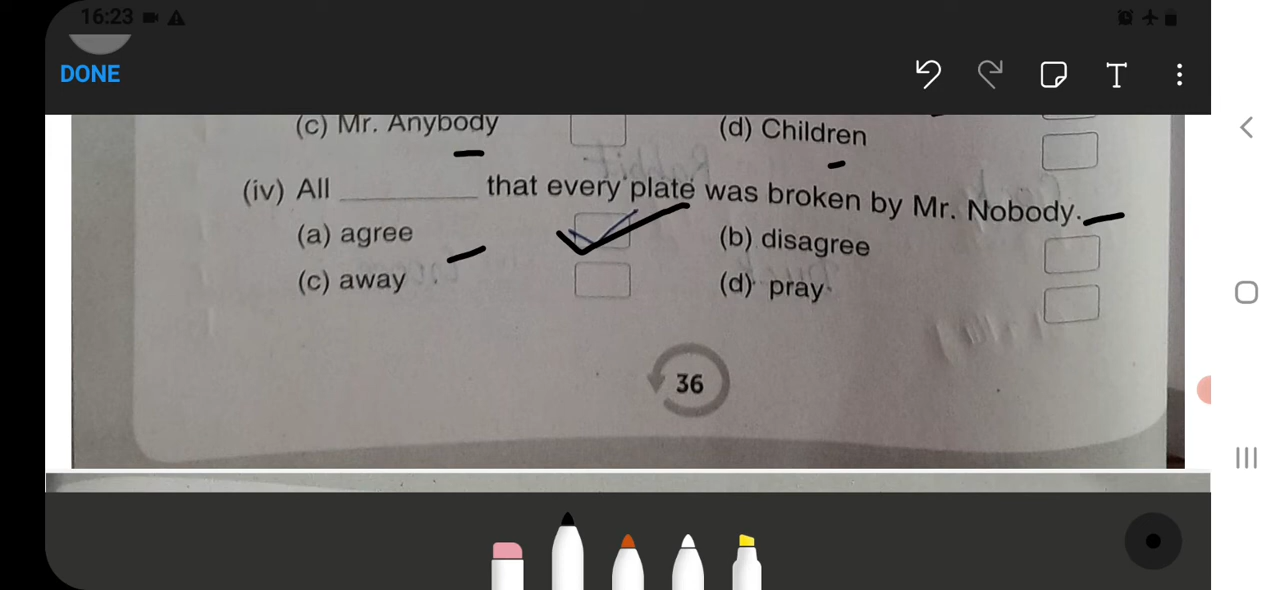 16:23
DONE
T
(c) Mr. Anybody
(d) Children
(iv) All __________ that every plate was broken by Mr. Nobody.
(a) agree
(b) disagree
(c) away
(d) pray
36